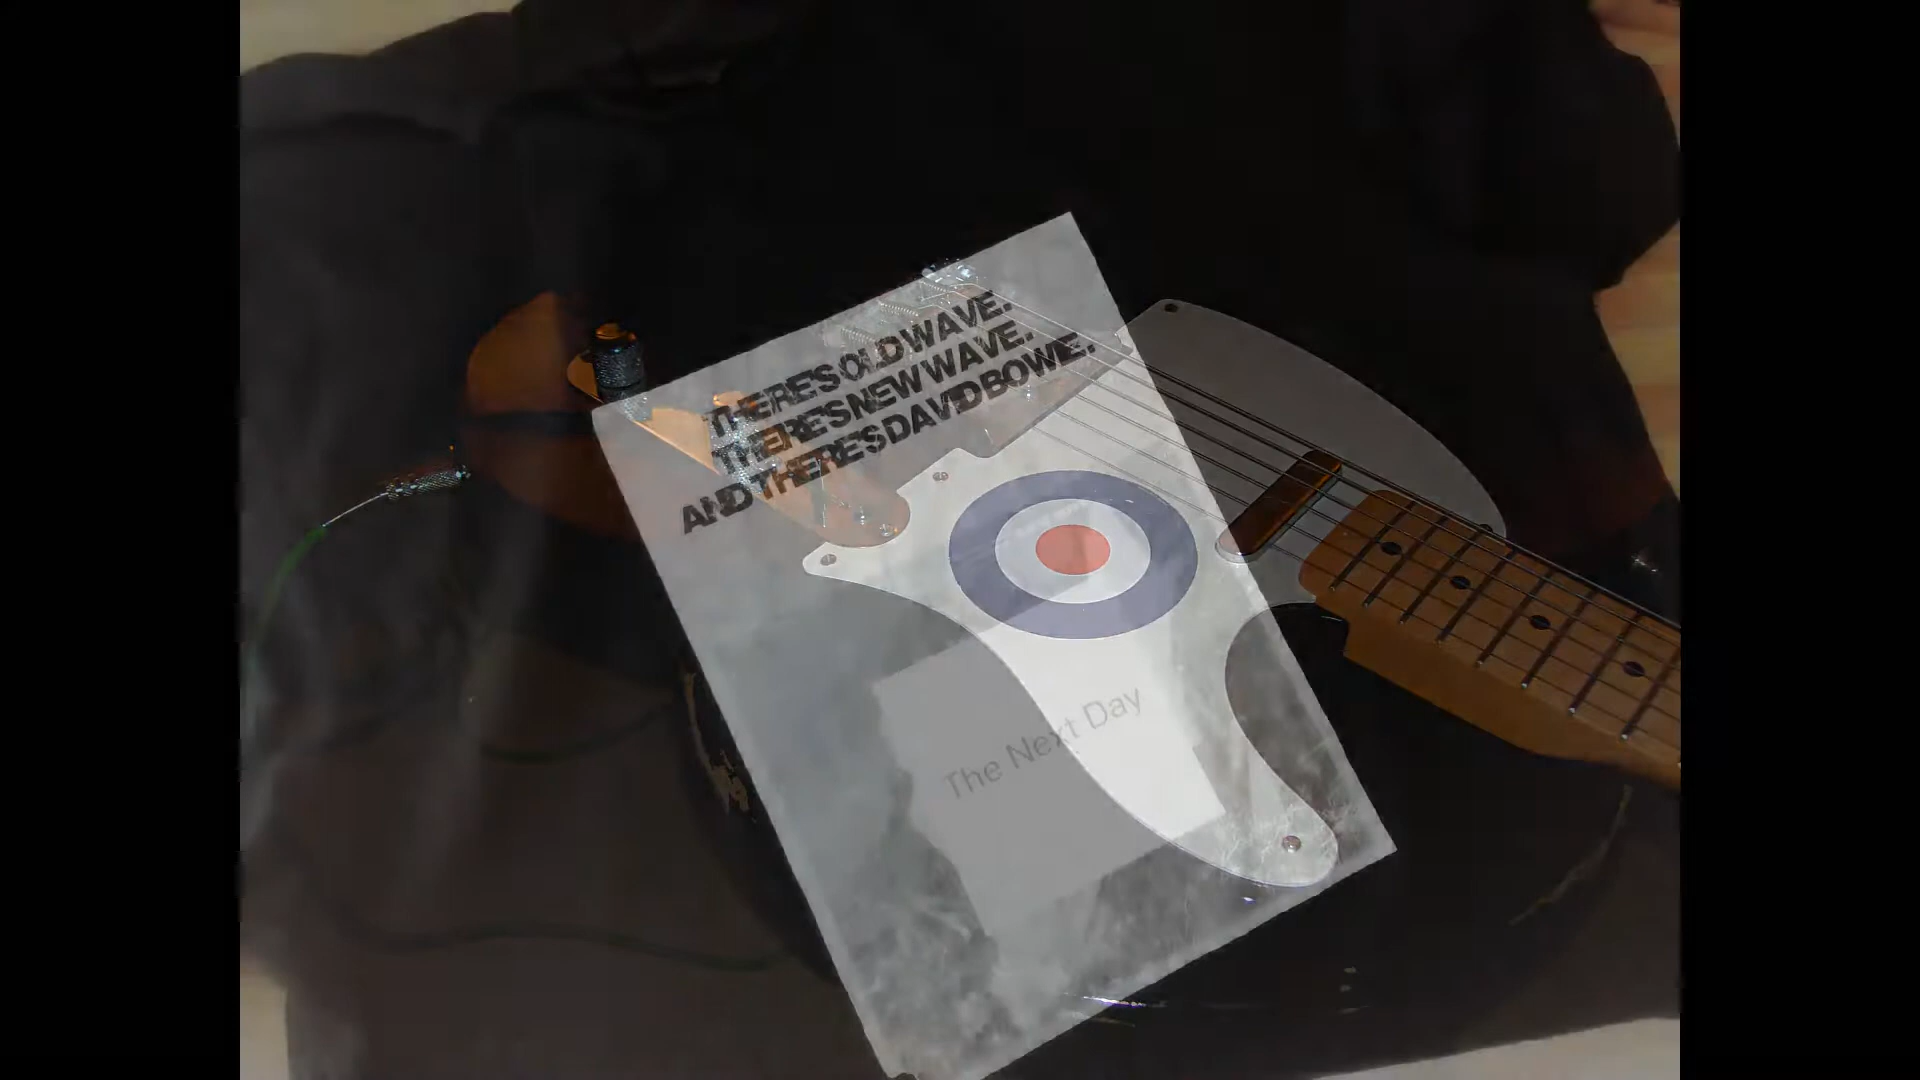 THERE'S OLD WAVE.
THERE'S NEW WAVE.
AND THERE'S DAVID BOWIE.
The Next Day